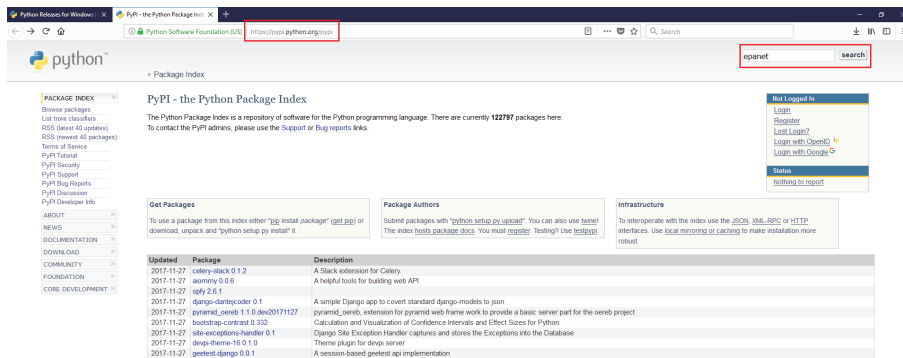 Python Releases for Windows | PyPI - the Python Package Index
Python Software Foundation (US) https://pypi.python.org/pypi Search
python
epanet search
» Package Index
PACKAGE INDEX »
Browse packages
List trove classifiers
RSS (latest 40 updates)
RSS (newest 40 packages)
Terms of Service
PyPI Tutorial
PyPI Security
PyPI Support
PyPI Bug Reports
PyPI Discussion
PyPI Developer Info
ABOUT »
NEWS »
DOCUMENTATION »
DOWNLOAD »
COMMUNITY »
FOUNDATION »
CORE DEVELOPMENT »
PyPI - the Python Package Index
The Python Package Index is a repository of software for the Python programming language. There are currently 122797 packages here.
To contact the PyPI admins, please use the Support or Bug reports links.
Not Logged In
Login
Register
Lost Login?
Login with OpenID
Login with Google
Status
Nothing to report
Get Packages
To use a package from this index either "pip install package" (get pip) or
download, unpack and "python setup.py install" it.
Package Authors
Submit packages with "python setup.py upload". You can also use twine!
The index hosts package docs. You must register. Testing? Use testpypi.
Infrastructure
To interoperate with the index use the JSON, XML-RPC or HTTP
interfaces. Use local mirroring or caching to make installation more
robust.
Updated Package Description
2017-11-27 celery-slack 0.1.2 A Slack extension for Celery.
2017-11-27 aiommy 0.0.6 A helpful tools for building web API
2017-11-27 spfy 2.6.1
2017-11-27 django-dantejcoder 0.1 A simple Django app to covert standard django-models to json
2017-11-27 pyramid_oereb 1.1.0.dev20171127 pyramid_oereb, extension for pyramid web frame work to provide a basic server part for the oereb project
2017-11-27 bootstrap-contrast 0.332 Calculation and Visualization of Confidence Intervals and Effect Sizes for Python.
2017-11-27 site-exceptions-handler 0.1 Django Site Exception Handler captures and stores the Exceptions into the Database
2017-11-27 devpi-theme-16 0.1.0 Theme plugin for devpi server
2017-11-27 geetest-django 0.0.1 A session-based geetest api implementation